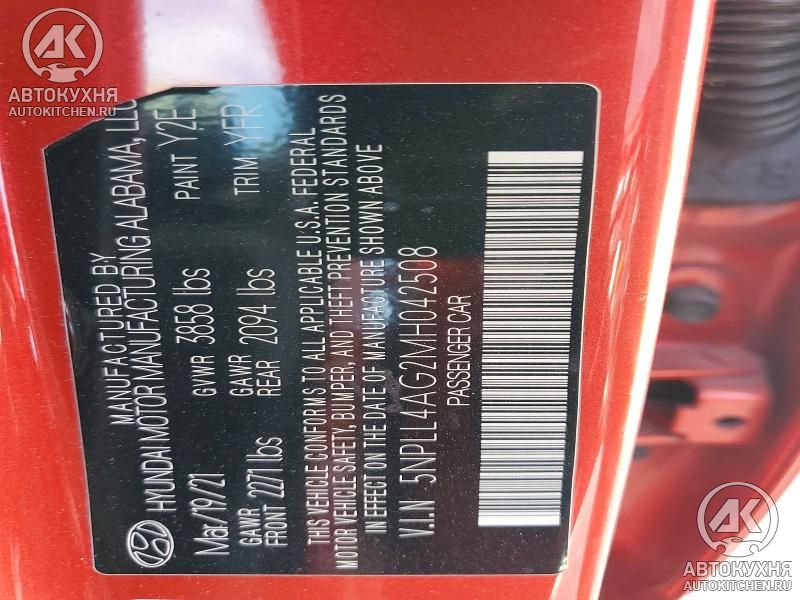 MANUFACTURED BY
HYUNDAI MOTOR MANUFACTURING ALABAMA, LLC
Mar/19/21 GVWR 3858 lbs PAINT Y2E
GAWR FRONT 2271 lbs GAWR REAR 2094 lbs TRIM YFR
THIS VEHICLE CONFORMS TO ALL APPLICABLE U.S.A. FEDERAL
MOTOR VEHICLE SAFETY, BUMPER, AND THEFT PREVENTION STANDARDS
IN EFFECT ON THE DATE OF MANUFACTURE SHOWN ABOVE
V.I.N 5NPLL4AG2MH042508
PASSENGER CAR
АК
АВТОКУХНЯ
AUTOKITCHEN.RU
АК
АВТОКУХНЯ
AUTOKITCHEN.RU